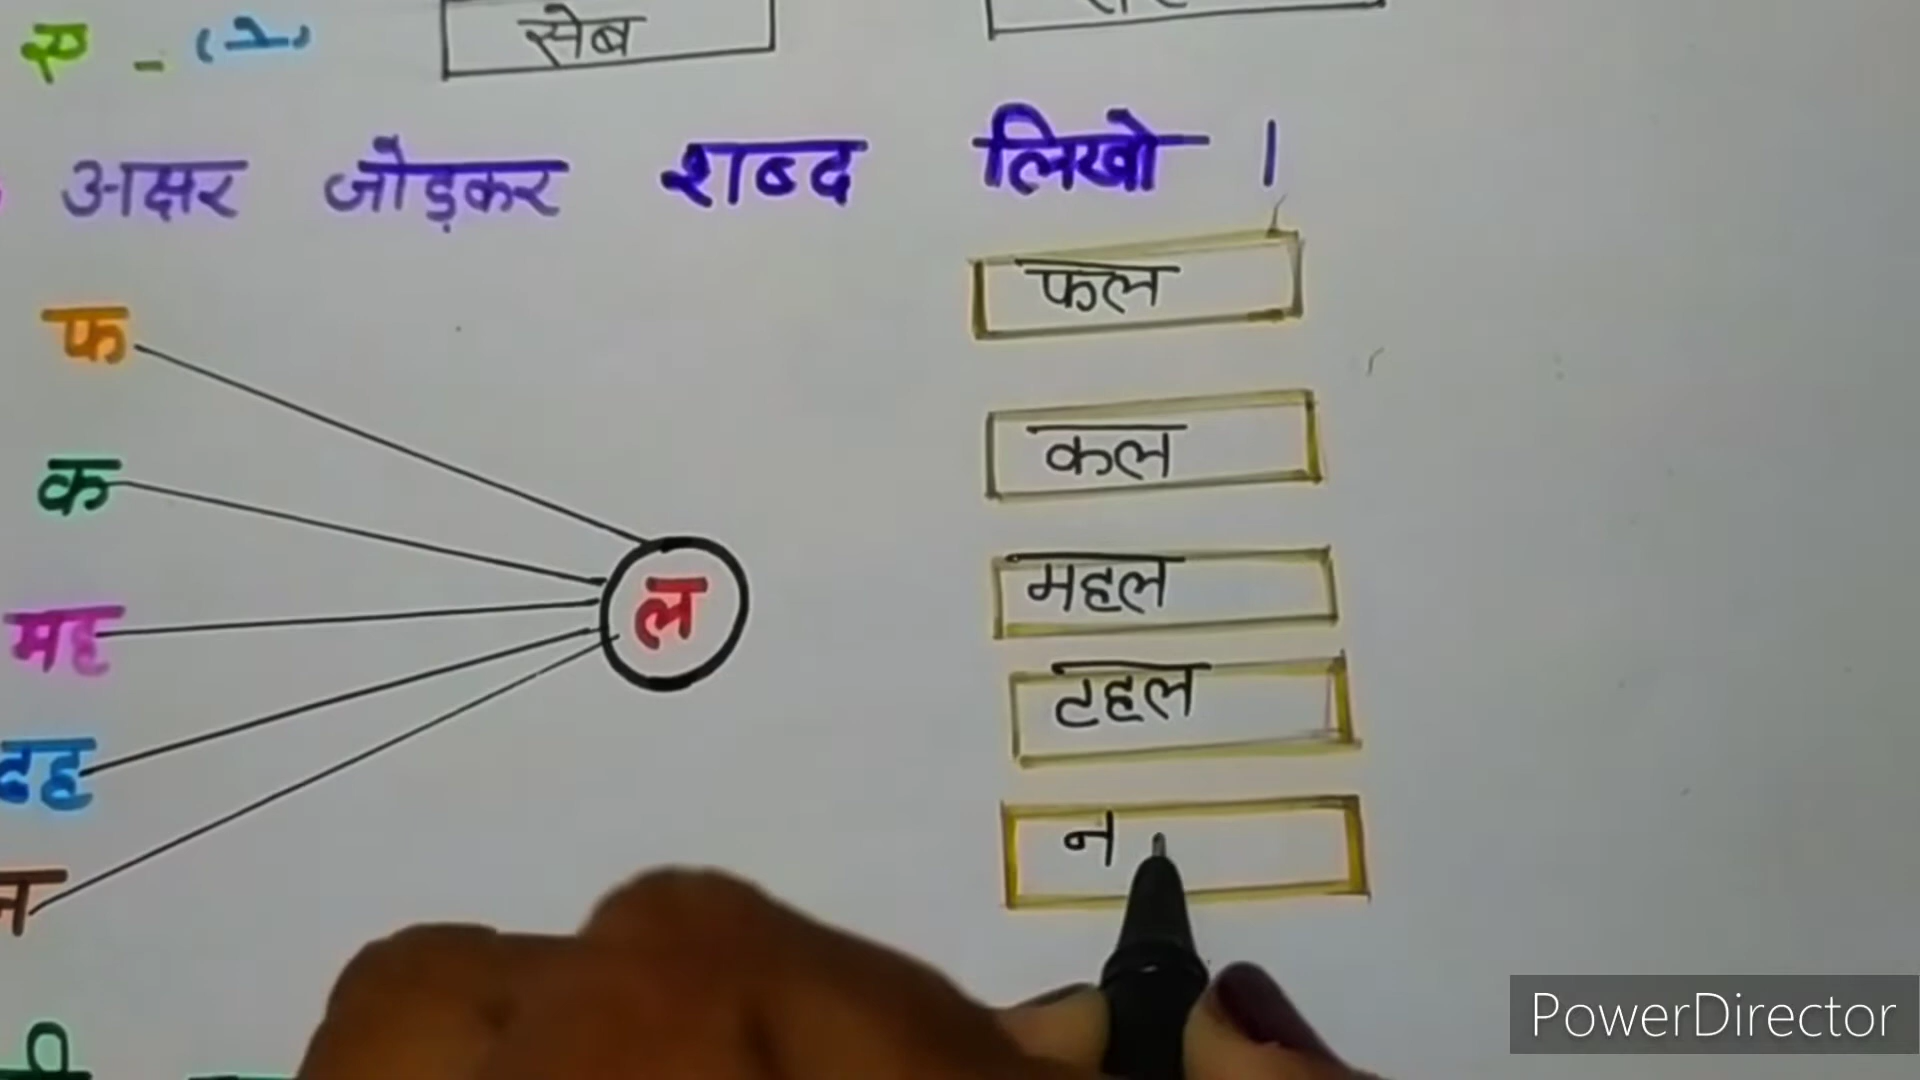 सेब
अक्षर जोड़कर शब्द लिखो ।
फ
फल
क
कल
ल
मह
महल
टह
टहल
न
न
PowerDirector